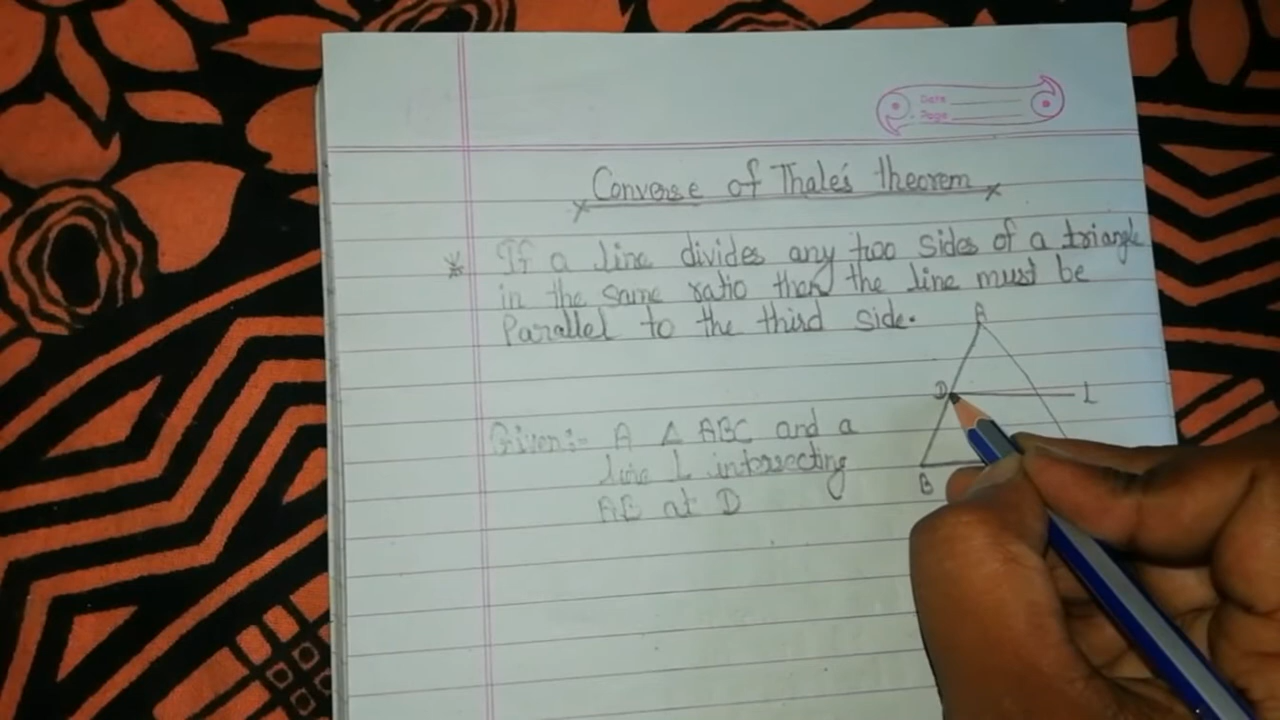 Date
Page
Converse of Thale's theorem
If a line divides any two sides of a triangle
in the same ratio then the line must be
Parallel to the third side.
A
D
L
B
Given:- A △ ABC and a
line L intersecting
AB at D